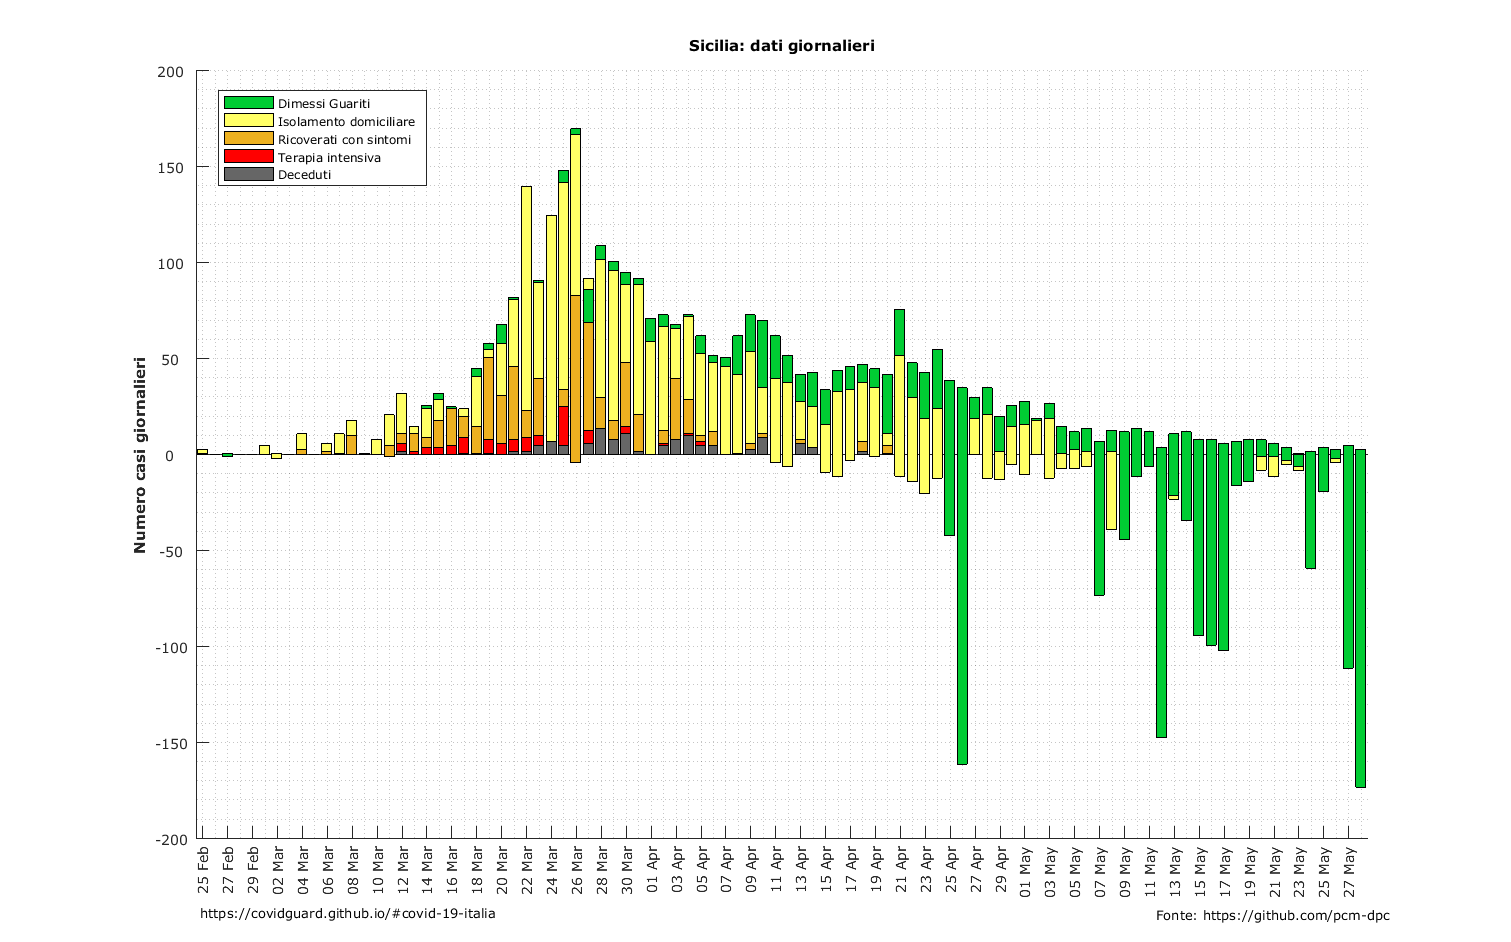 Sicilia: dati giornalieri
Dimessi Guariti
Isolamento domiciliare
Ricoverati con sintomi
Terapia intensiva
Deceduti
Numero casi giornalieri
200
150
100
50
0
-50
-100
-150
-200
25 Feb
27 Feb
29 Feb
02 Mar
04 Mar
06 Mar
08 Mar
10 Mar
12 Mar
14 Mar
16 Mar
18 Mar
20 Mar
22 Mar
24 Mar
26 Mar
28 Mar
30 Mar
01 Apr
03 Apr
05 Apr
07 Apr
09 Apr
11 Apr
13 Apr
15 Apr
17 Apr
19 Apr
21 Apr
23 Apr
25 Apr
27 Apr
29 Apr
01 May
03 May
05 May
07 May
09 May
11 May
13 May
15 May
17 May
19 May
21 May
23 May
25 May
27 May
https://covidguard.github.io/#covid-19-italia
Fonte: https://github.com/pcm-dpc